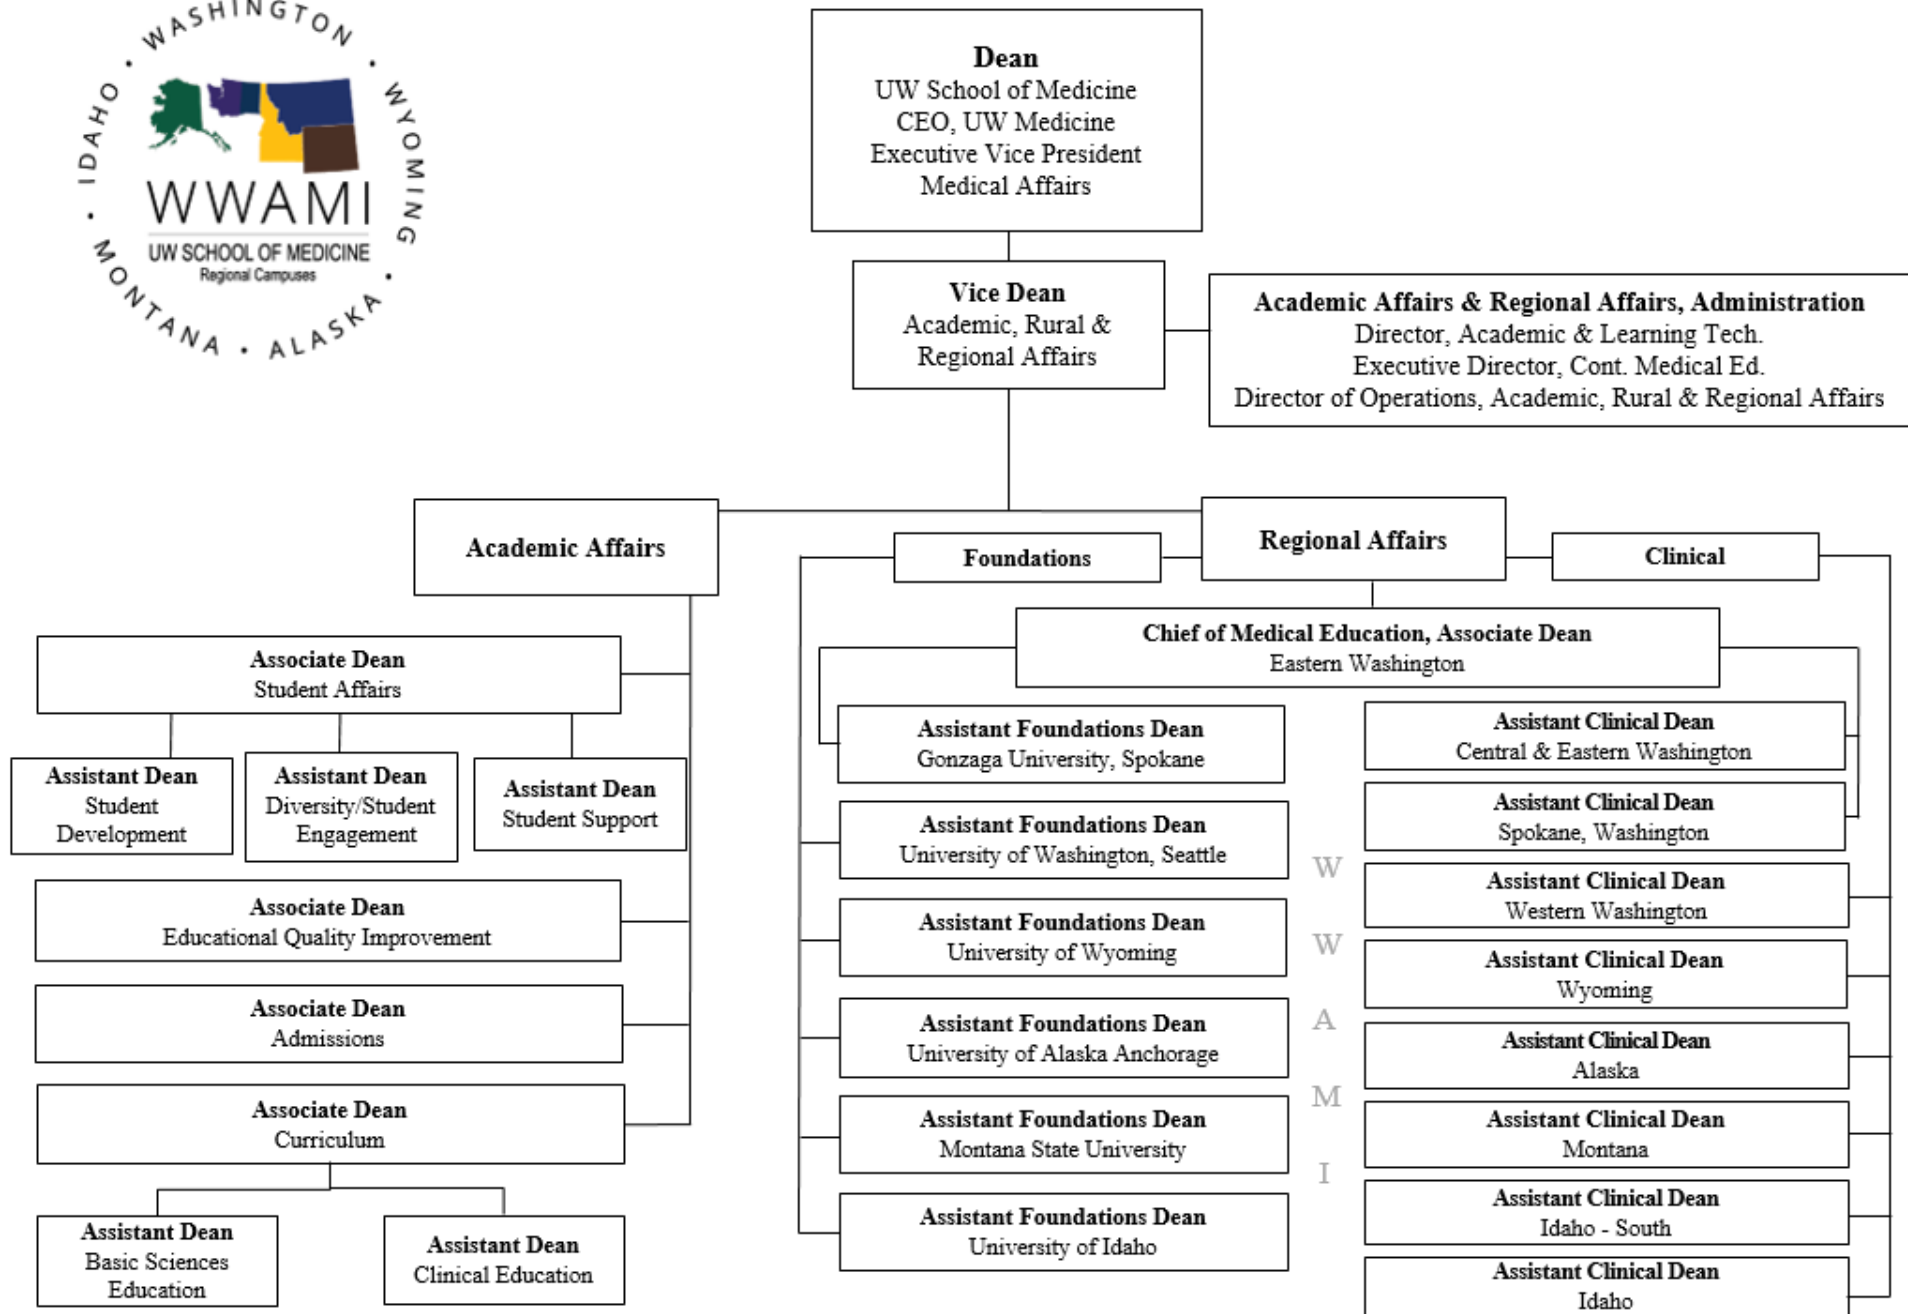 WASHINGTON • WYOMING • ALASKA • MONTANA • IDAHO •
WWAMI
UW SCHOOL OF MEDICINE
Regional Campuses
Dean
UW School of Medicine
CEO, UW Medicine
Executive Vice President
Medical Affairs
Vice Dean
Academic, Rural &
Regional Affairs
Academic Affairs & Regional Affairs, Administration
Director, Academic & Learning Tech.
Executive Director, Cont. Medical Ed.
Director of Operations, Academic, Rural & Regional Affairs
Academic Affairs
Associate Dean
Student Affairs
Assistant Dean
Student
Development
Assistant Dean
Diversity/Student
Engagement
Assistant Dean
Student Support
Associate Dean
Educational Quality Improvement
Associate Dean
Admissions
Associate Dean
Curriculum
Assistant Dean
Basic Sciences
Education
Assistant Dean
Clinical Education
Foundations
Regional Affairs
Clinical
Chief of Medical Education, Associate Dean
Eastern Washington
Assistant Foundations Dean
Gonzaga University, Spokane
Assistant Foundations Dean
University of Washington, Seattle
Assistant Foundations Dean
University of Wyoming
Assistant Foundations Dean
University of Alaska Anchorage
Assistant Foundations Dean
Montana State University
Assistant Foundations Dean
University of Idaho
W
W
A
M
I
Assistant Clinical Dean
Central & Eastern Washington
Assistant Clinical Dean
Spokane, Washington
Assistant Clinical Dean
Western Washington
Assistant Clinical Dean
Wyoming
Assistant Clinical Dean
Alaska
Assistant Clinical Dean
Montana
Assistant Clinical Dean
Idaho - South
Assistant Clinical Dean
Idaho